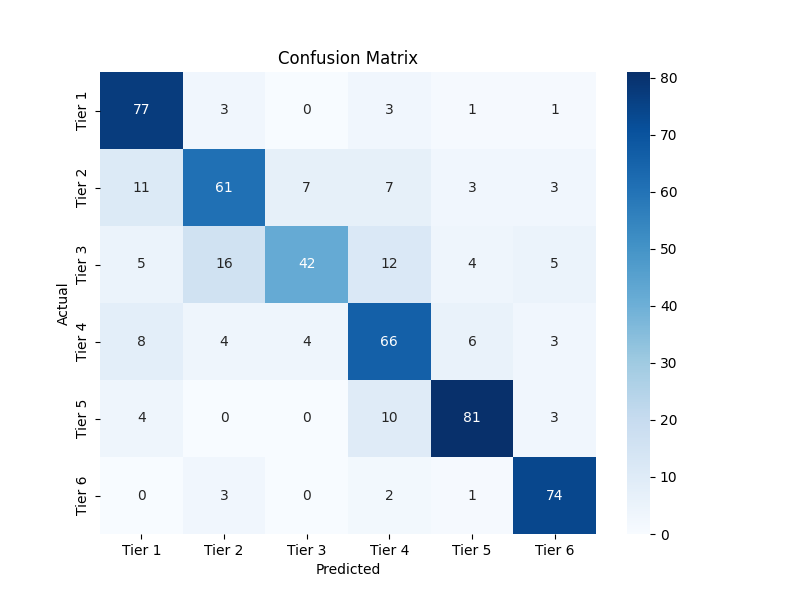 Confusion Matrix
Actual
Tier 1 77 3 0 3 1 1
Tier 2 11 61 7 7 3 3
Tier 3 5 16 42 12 4 5
Tier 4 8 4 4 66 6 3
Tier 5 4 0 0 10 81 3
Tier 6 0 3 0 2 1 74
Tier 1 Tier 2 Tier 3 Tier 4 Tier 5 Tier 6
Predicted
80
70
60
50
40
30
20
10
0